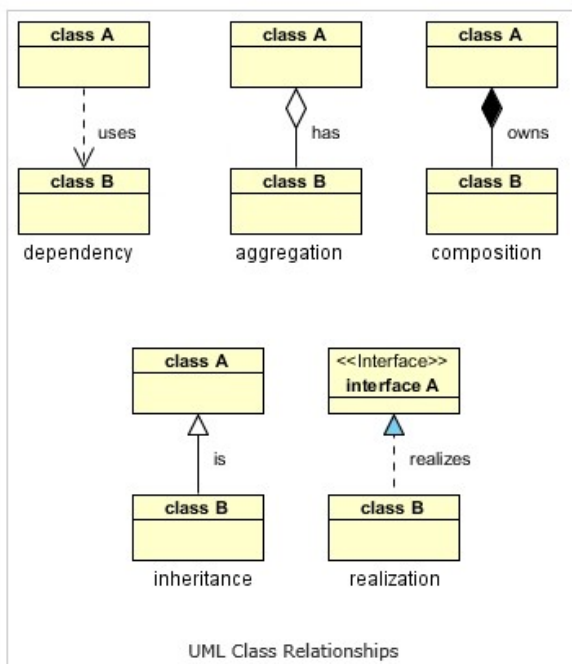 class A
class A
class A
uses
has
owns
class B
class B
class B
dependency
aggregation
composition
class A
<<Interface>>
interface A
is
realizes
class B
class B
inheritance
realization
UML Class Relationships